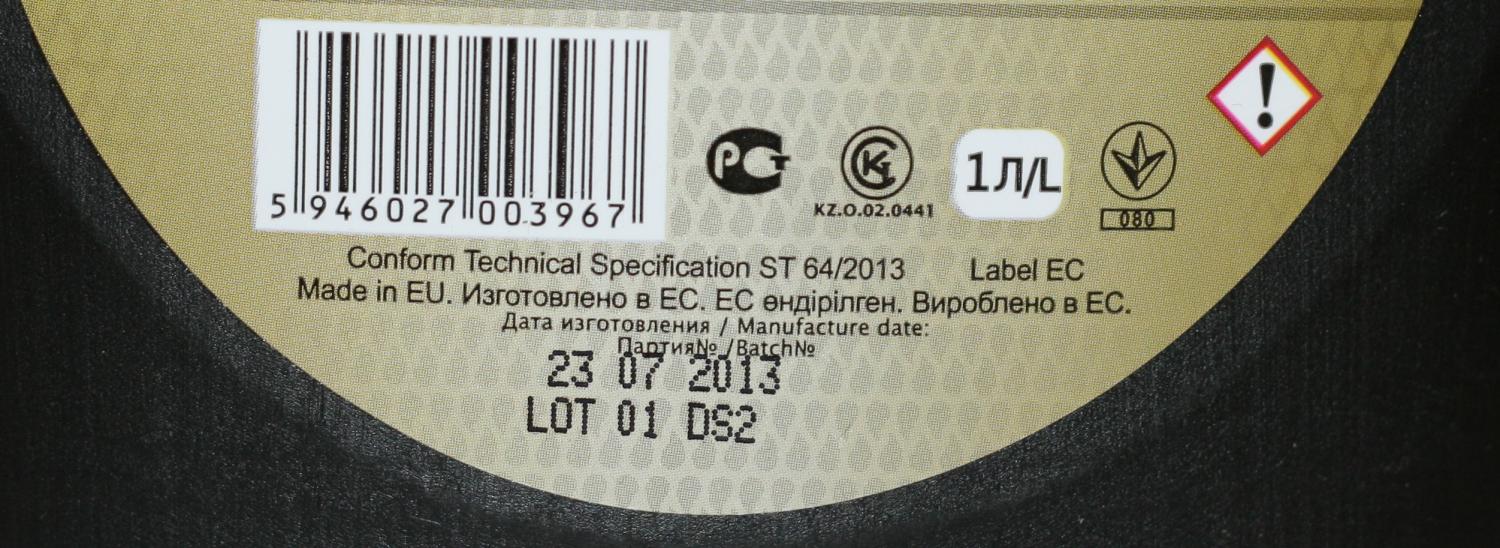 5 946027 003967
РСТ
KZ.O.02.0441
1Л/L
080
Conform Technical Specification ST 64/2013 Label EC
Made in EU. Изготовлено в ЕС. ЕС өндірілген. Вироблено в ЕС.
Дата изготовления / Manufacture date:
Партия№ /Batch№
23 07 2013
LOT 01 DS2